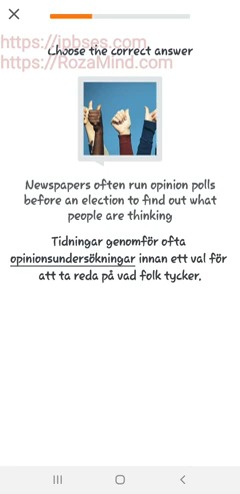 https://jpbses.com
Choose the correct answer
https://RozaMind.com
Newspapers often run opinion polls
before an election to find out what
people are thinking
Tidningar genomför ofta
opinionsundersökningar innan ett val för
att ta reda på vad folk tycker.